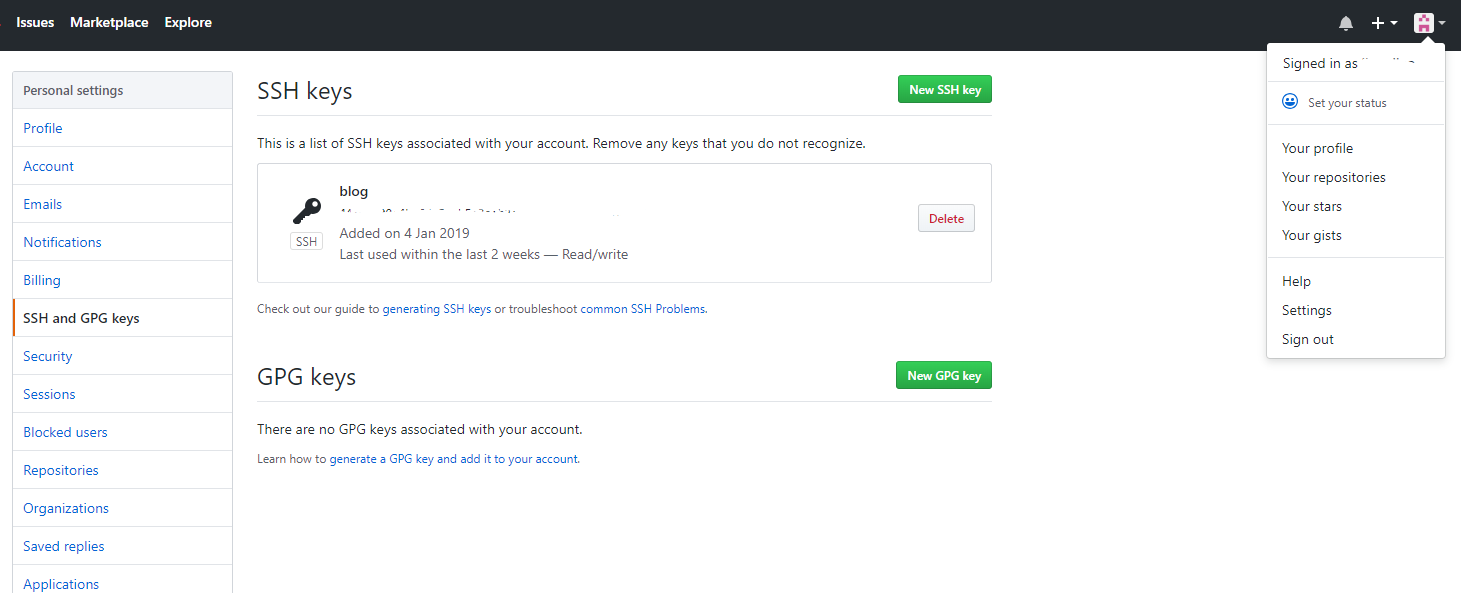 Issues Marketplace Explore
Signed in as
Set your status
Your profile
Your repositories
Your stars
Your gists
Help
Settings
Sign out
Personal settings
Profile
Account
Emails
Notifications
Billing
SSH and GPG keys
Security
Sessions
Blocked users
Repositories
Organizations
Saved replies
Applications
SSH keys
New SSH key
This is a list of SSH keys associated with your account. Remove any keys that you do not recognize.
blog
SSH
Added on 4 Jan 2019
Last used within the last 2 weeks — Read/write
Delete
Check out our guide to generating SSH keys or troubleshoot common SSH Problems.
GPG keys
New GPG key
There are no GPG keys associated with your account.
Learn how to generate a GPG key and add it to your account.